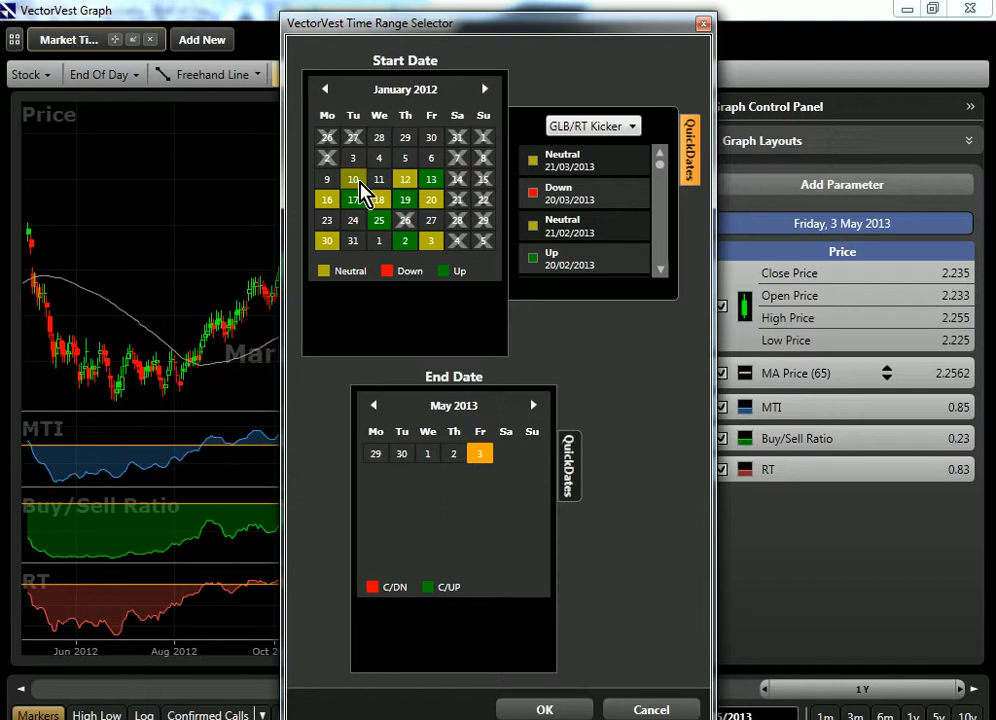 VectorVest Graph
VectorVest Time Range Selector
Market Ti...
Add New
Stock
End Of Day
Freehand Line
Start Date
January 2012
Mo Tu We Th Fr Sa Su
26 27 28 29 30 31 1
2 3 4 5 6 7 8
9 10 11 12 13 14 15
16 17 18 19 20 21 22
23 24 25 26 27 28 29
30 31 1 2 3 4 5
Neutral Down Up
GLB/RT Kicker
Neutral
21/03/2013
Down
20/03/2013
Neutral
21/02/2013
Up
20/02/2013
QuickDates
End Date
May 2013
Mo Tu We Th Fr Sa Su
29 30 1 2 3
C/DN C/UP
QuickDates
OK
Cancel
Price
MTI
Buy/Sell Ratio
RT
Jun 2012
Aug 2012
Markers
High Low
Log
Confirmed Calls
Graph Layouts
Add Parameter
Friday, 3 May 2013
Price
Close Price 2.235
Open Price 2.233
High Price 2.255
Low Price 2.225
MA Price (65) 2.2562
MTI 0.85
Buy/Sell Ratio 0.23
RT 0.83
1 Y
1m 3m 6m 1y 5y 10y